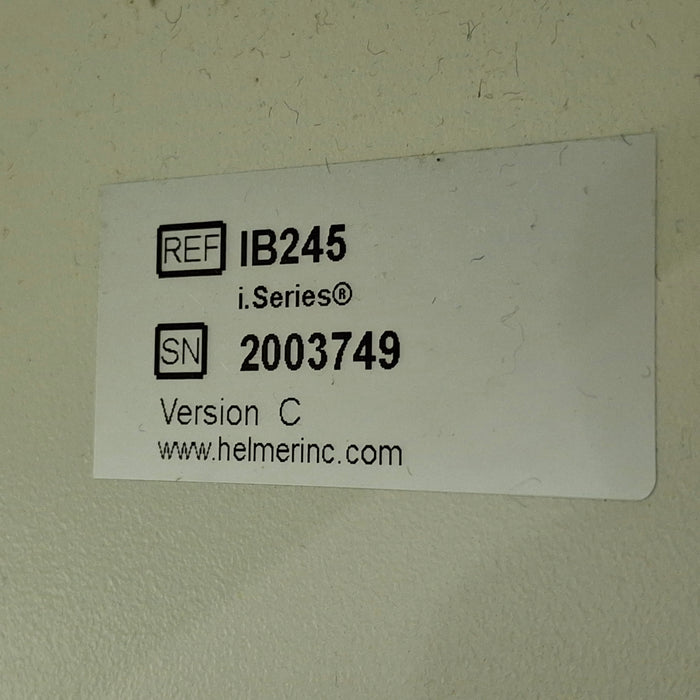 REF IB245
i.Series®
SN 2003749
Version C
www.helmerinc.com